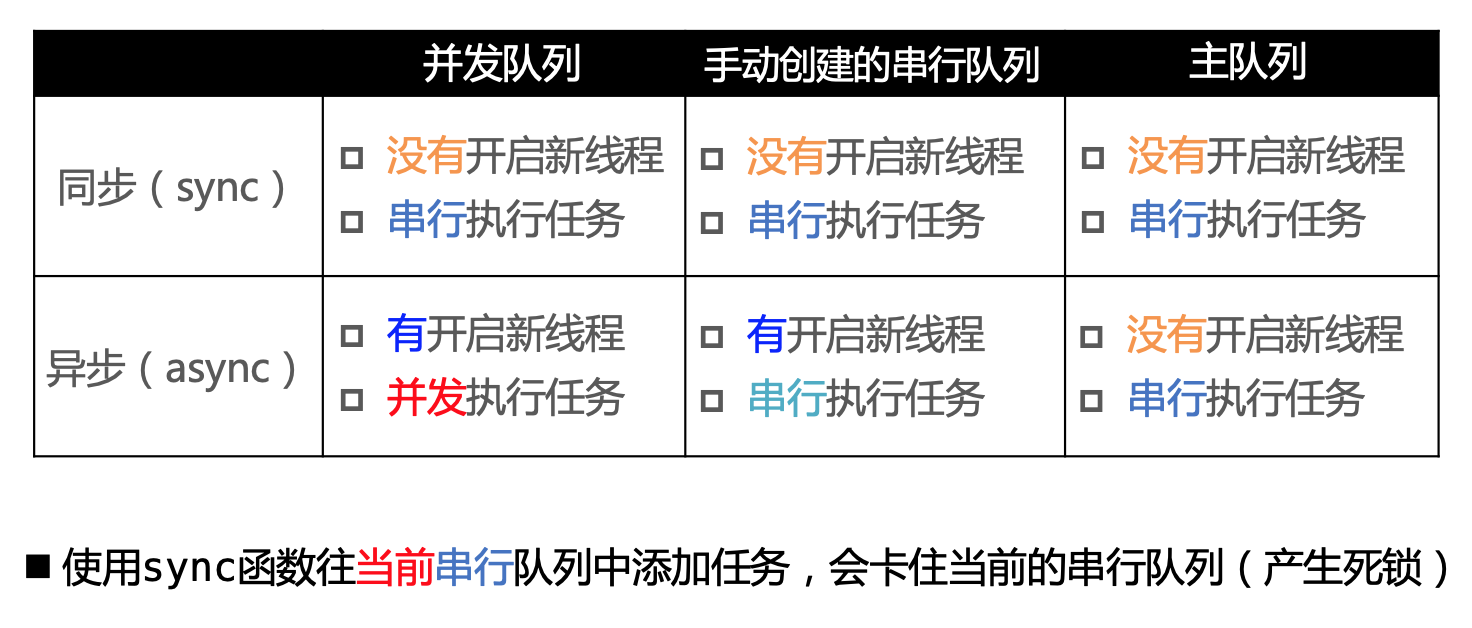 并发队列 手动创建的串行队列 主队列
同步（sync）
没有开启新线程
串行执行任务
没有开启新线程
串行执行任务
没有开启新线程
串行执行任务
异步（async）
有开启新线程
并发执行任务
有开启新线程
串行执行任务
没有开启新线程
串行执行任务
使用sync函数往当前串行队列中添加任务，会卡住当前的串行队列（产生死锁）